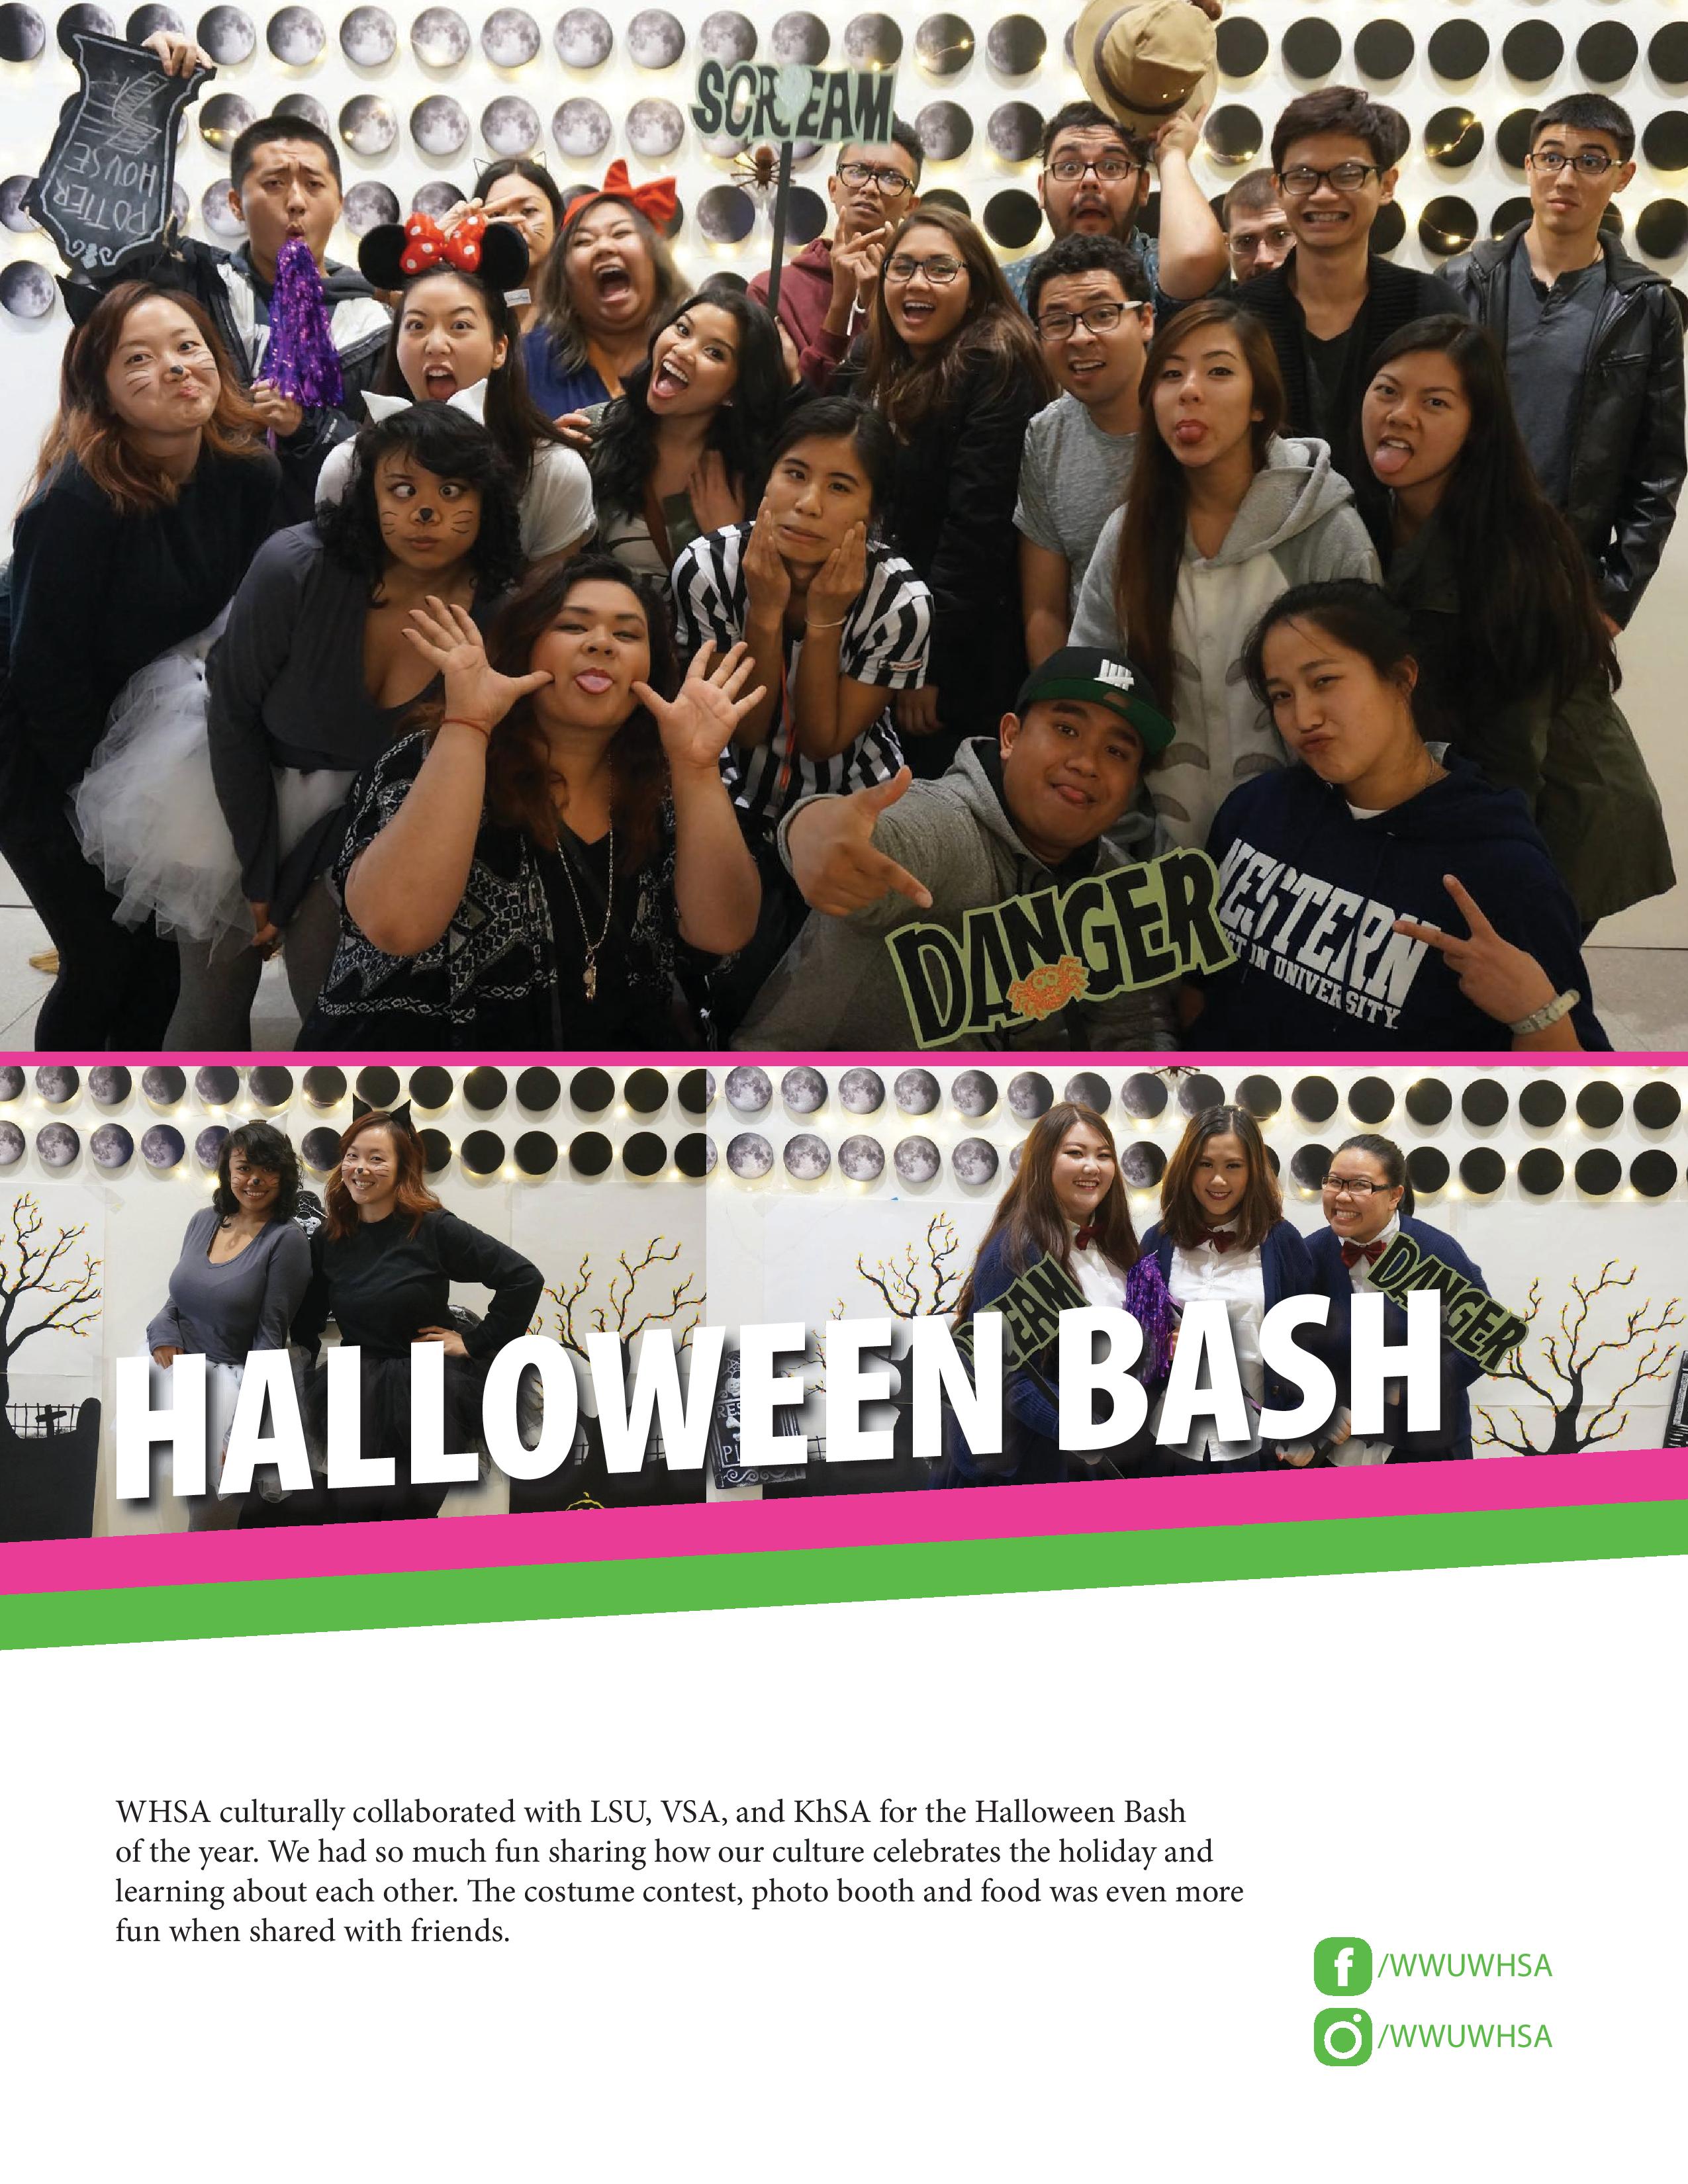 POTTER
HOUSE
SCREAM
DANGER
WESTERN
IN UNIVERSITY
DANGER
HALLOWEEN BASH
WHSA culturally collaborated with LSU, VSA, and KhSA for the Halloween Bash
of the year. We had so much fun sharing how our culture celebrates the holiday and
learning about each other. The costume contest, photo booth and food was even more
fun when shared with friends.
/WWUWHSA
/WWUWHSA